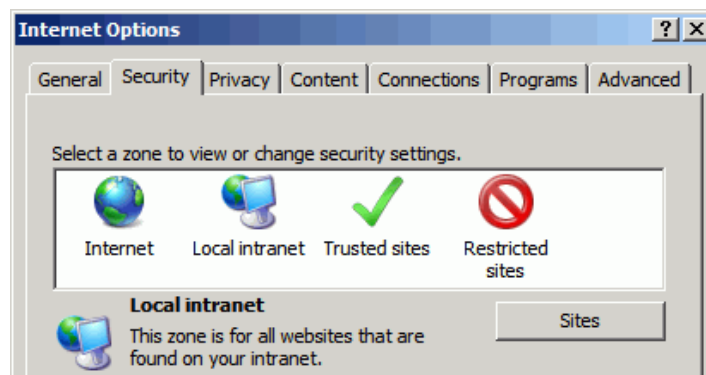 Internet Options
? X
General Security Privacy Content Connections Programs Advanced
Select a zone to view or change security settings.
Internet Local intranet Trusted sites Restricted sites
Local intranet
Sites
This zone is for all websites that are
found on your intranet.